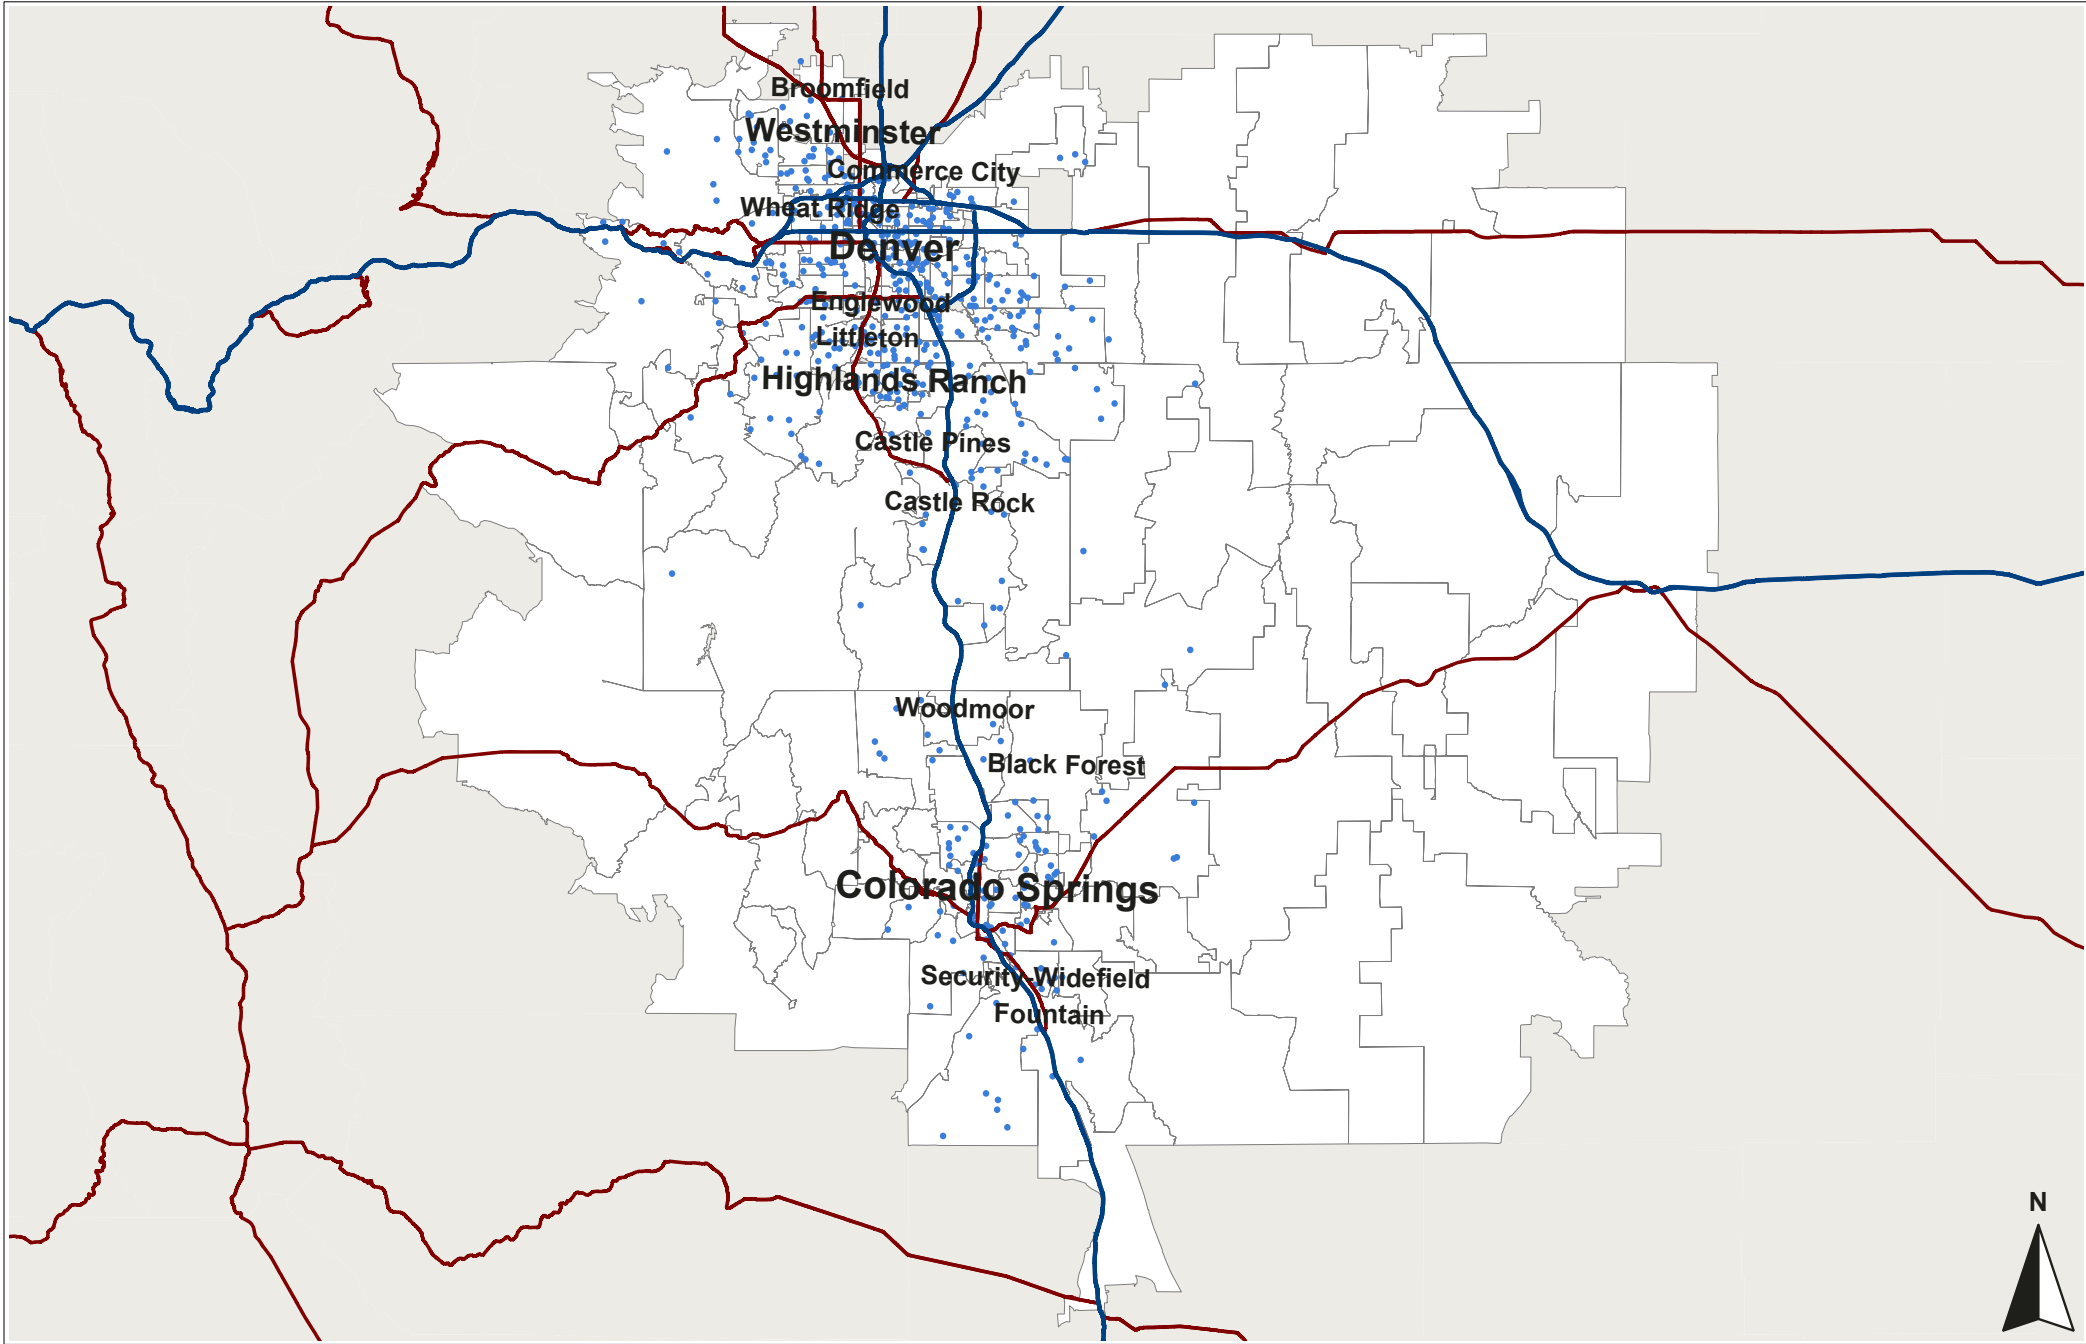 Broomfield
Westminster
Commerce City
Wheat Ridge
Denver
Englewood
Littleton
Highlands Ranch
Castle Pines
Castle Rock
Woodmoor
Black Forest
Colorado Springs
Security-Widefield
Fountain
N